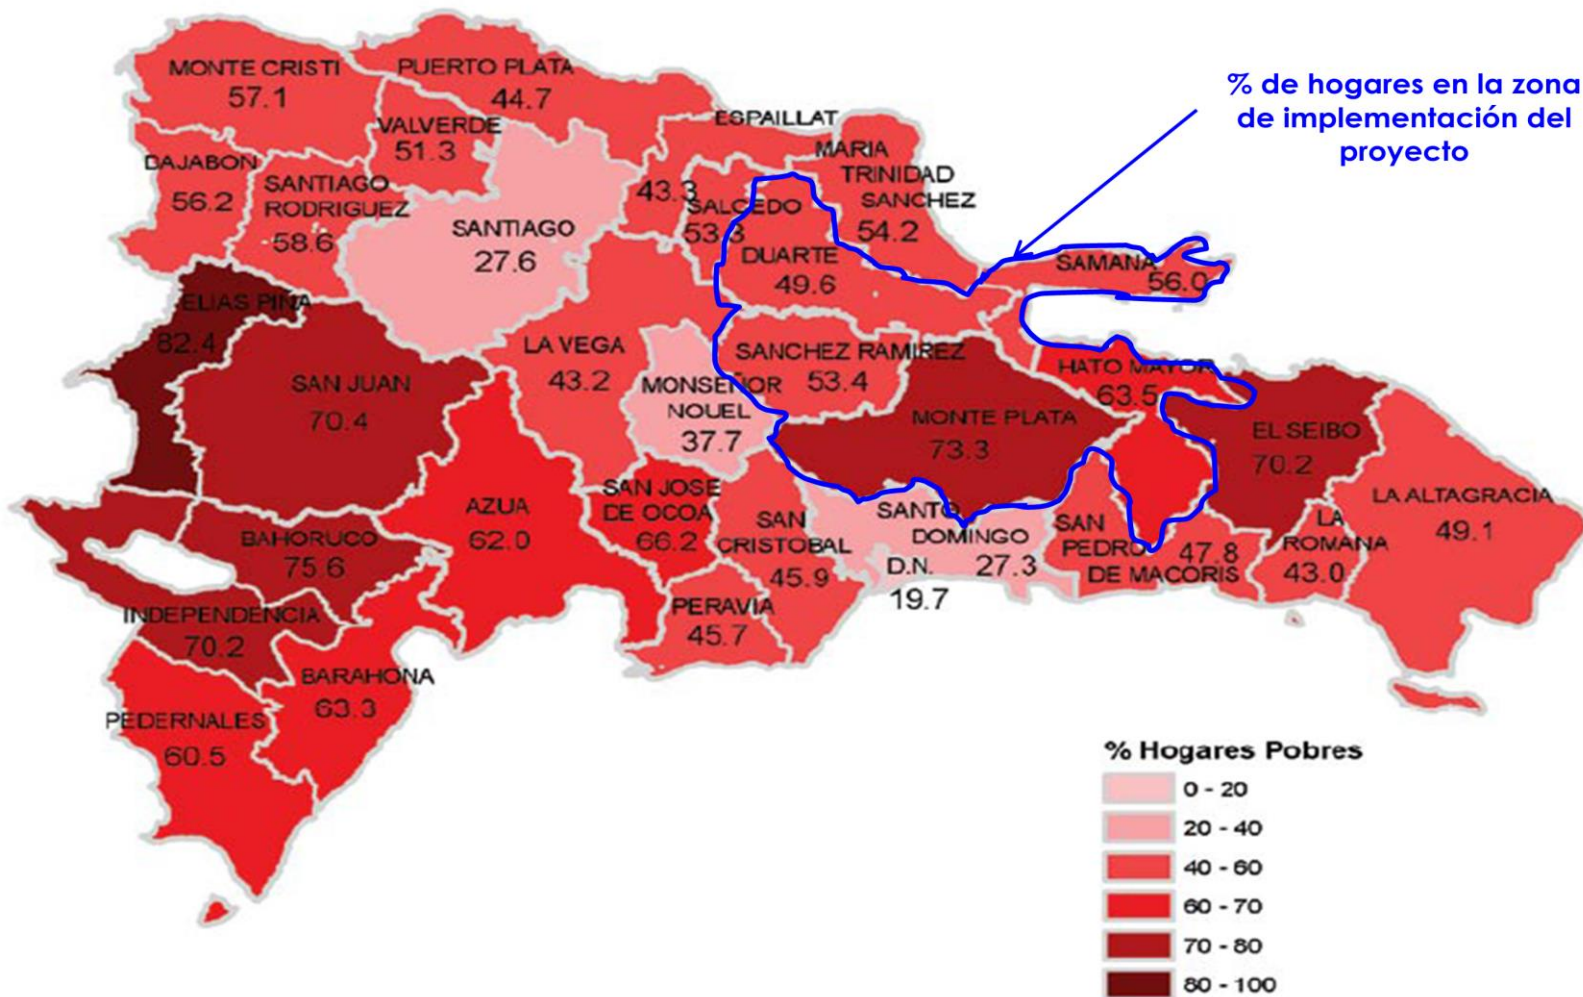 MONTE CRISTI
57.1
PUERTO PLATA
44.7
% de hogares en la zona
de implementación del
proyecto
VALVERDE
51.3
ESPAILLAT
43.3
MARIA
TRINIDAD
SANCHEZ
54.2
DAJABON
56.2
SANTIAGO
RODRIGUEZ
58.6
SANTIAGO
27.6
SALCEDO
53.3
DUARTE
49.6
SAMANA
56.0
ELIAS PIÑA
82.4
SAN JUAN
70.4
LA VEGA
43.2
MONSEÑOR
NOUEL
37.7
SANCHEZ RAMIREZ
53.4
HATO MAYOR
63.5
MONTE PLATA
73.3
EL SEIBO
70.2
LA ALTAGRACIA
49.1
AZUA
62.0
SAN JOSE
DE OCOA
66.2
SAN
CRISTOBAL
45.9
SANTO
DOMINGO
27.3
D.N.
19.7
SAN
PEDRO
DE MACORIS
47.8
LA
ROMANA
43.0
BAHORUCO
75.6
INDEPENDENCIA
70.2
PERAVIA
45.7
BARAHONA
63.3
PEDERNALES
60.5
% Hogares Pobres
0 - 20
20 - 40
40 - 60
60 - 70
70 - 80
80 - 100